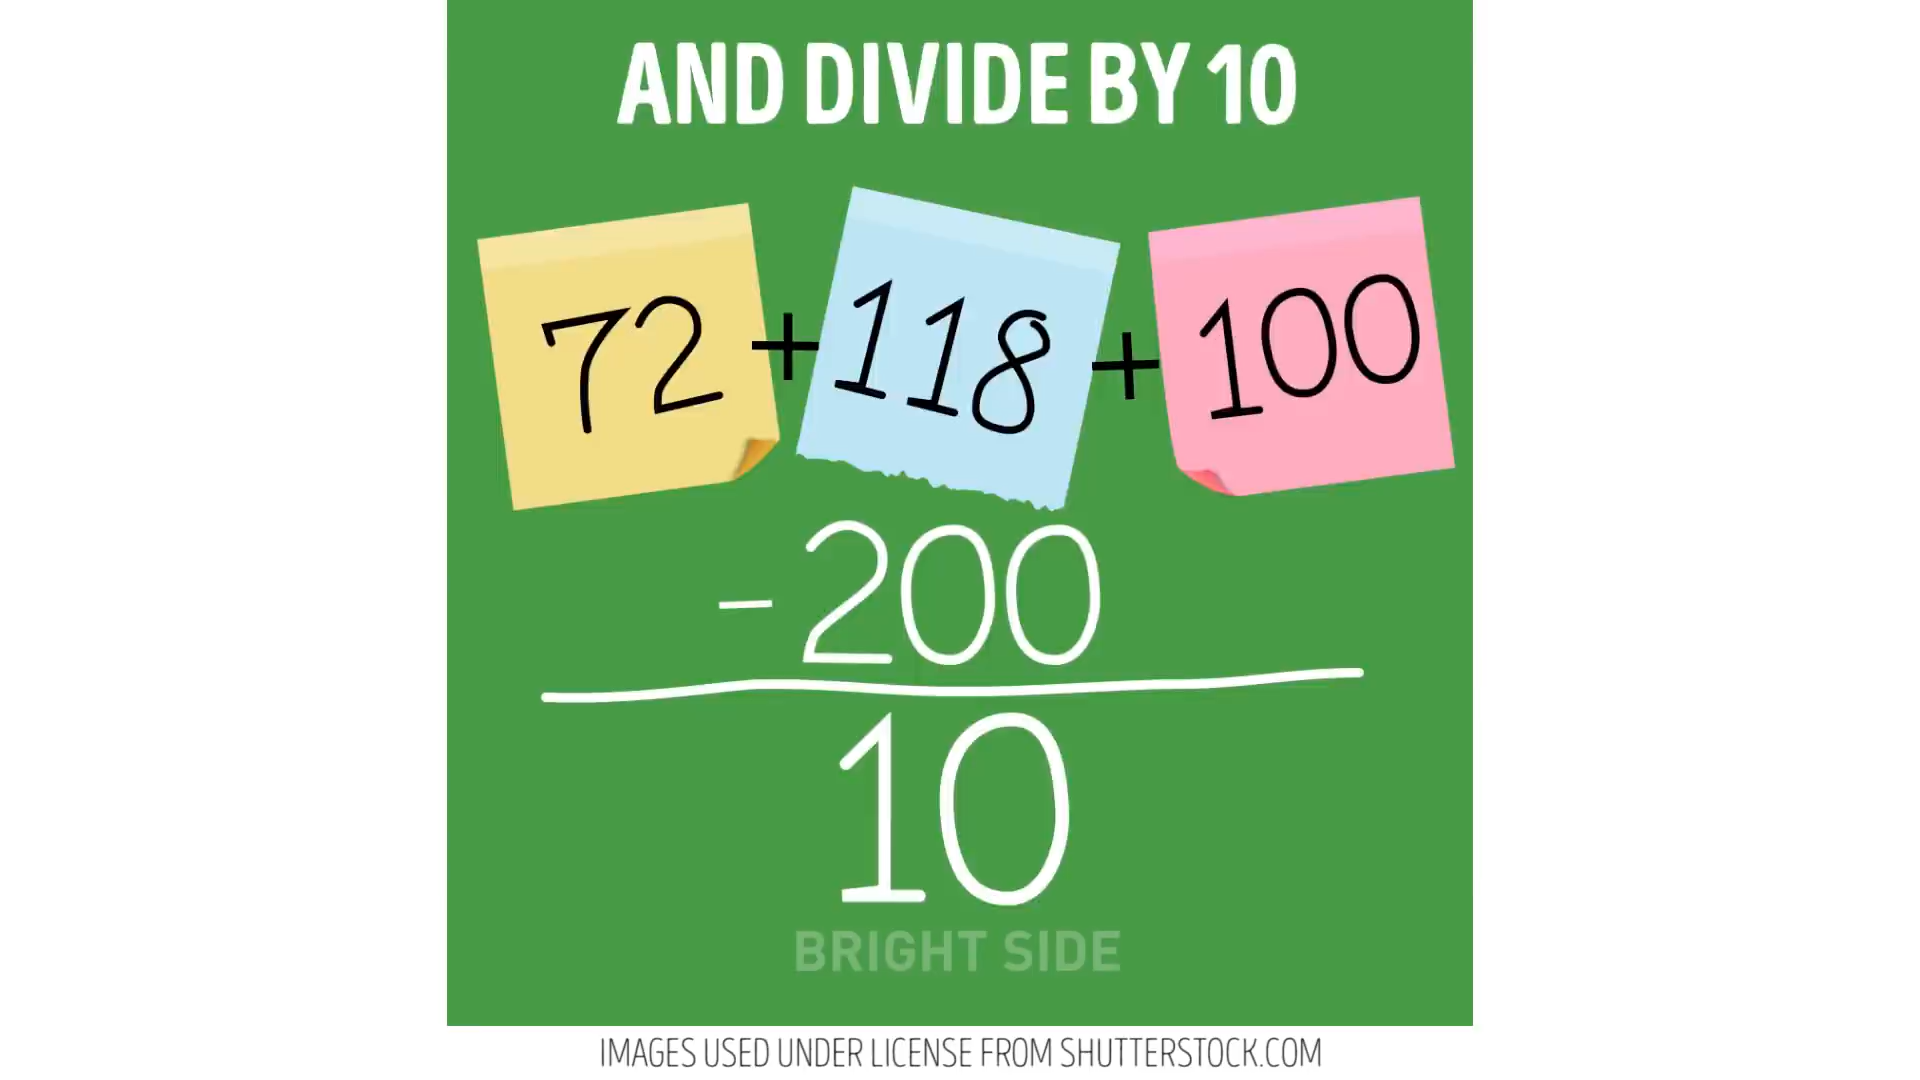 AND DIVIDE BY 10
72 + 118 + 100
- 200
10
BRIGHT SIDE
IMAGES USED UNDER LICENSE FROM SHUTTERSTOCK.COM